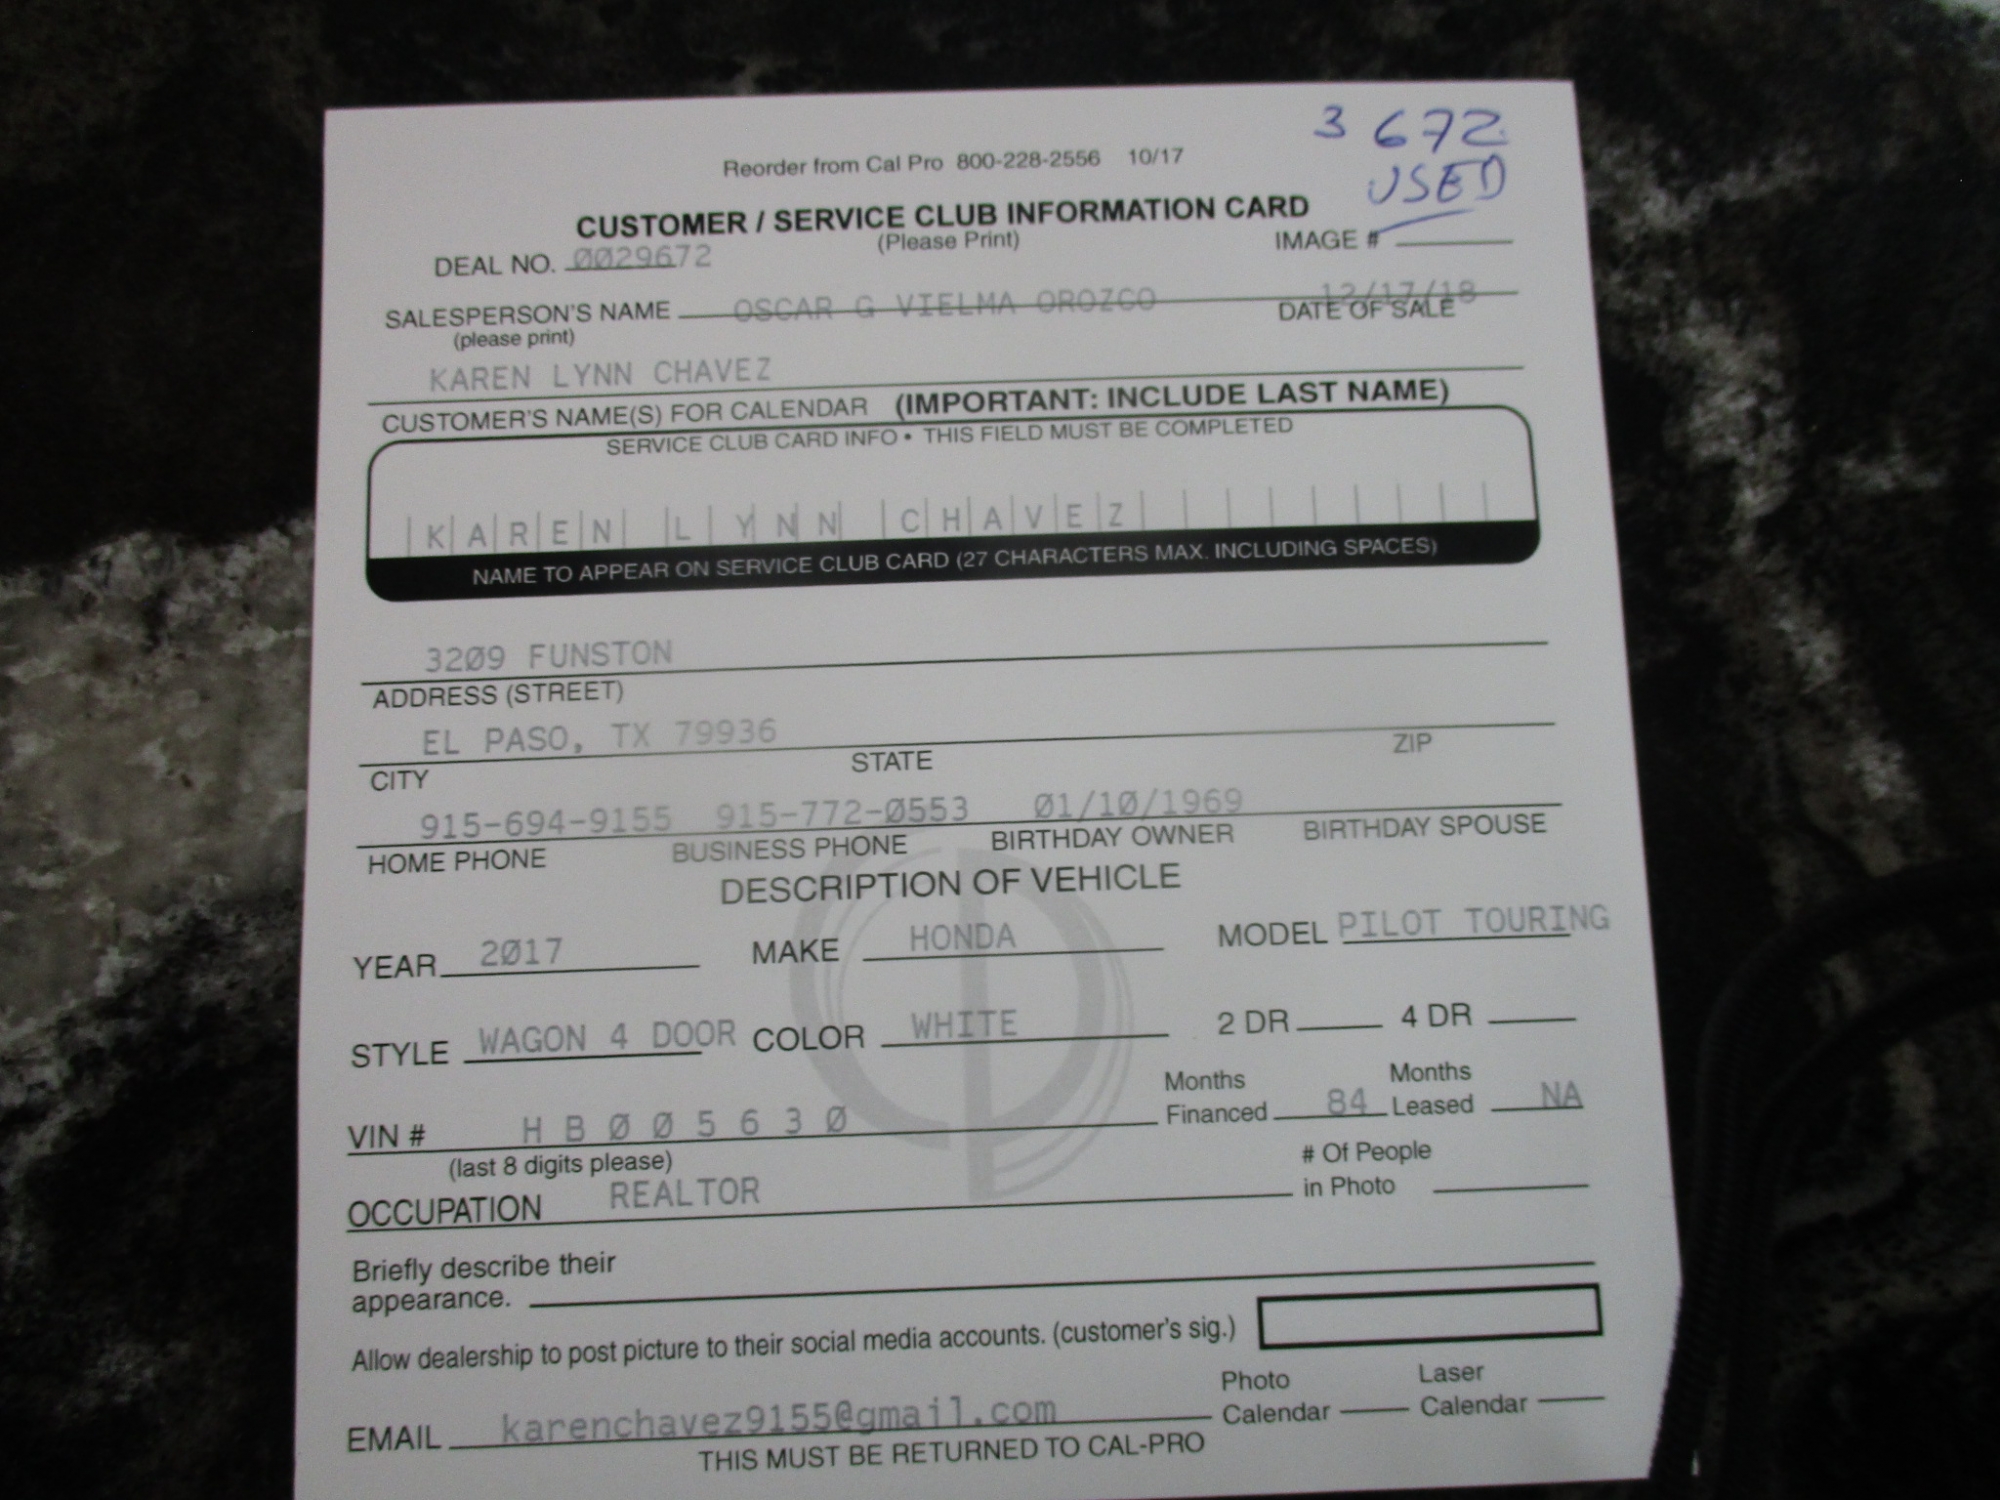 3 672
Reorder from Cal Pro 800-228-2556 10/17
USED
CUSTOMER / SERVICE CLUB INFORMATION CARD
(Please Print)
IMAGE #
DEAL NO. 0029672
12/17/18
SALESPERSON'S NAME OSCAR G VIELMA OROZCO DATE OF SALE
(please print)
KAREN LYNN CHAVEZ
CUSTOMER'S NAME(S) FOR CALENDAR (IMPORTANT: INCLUDE LAST NAME)
SERVICE CLUB CARD INFO • THIS FIELD MUST BE COMPLETED
KAREN LYNN CHAVEZ
NAME TO APPEAR ON SERVICE CLUB CARD (27 CHARACTERS MAX. INCLUDING SPACES)
3209 FUNSTON
ADDRESS (STREET)
EL PASO, TX 79936
CITY STATE ZIP
915-694-9155 915-772-0553 01/10/1969
HOME PHONE BUSINESS PHONE BIRTHDAY OWNER BIRTHDAY SPOUSE
DESCRIPTION OF VEHICLE
YEAR 2017 MAKE HONDA MODEL PILOT TOURING
STYLE WAGON 4 DOOR COLOR WHITE 2 DR 4 DR
Months Months
VIN # H B 0 0 5 6 3 0 Financed 84 Leased NA
(last 8 digits please)
# Of People
OCCUPATION REALTOR in Photo
Briefly describe their
appearance.
Allow dealership to post picture to their social media accounts. (customer's sig.)
Photo Laser
EMAIL karenchavez9155@gmail.com Calendar Calendar
THIS MUST BE RETURNED TO CAL-PRO